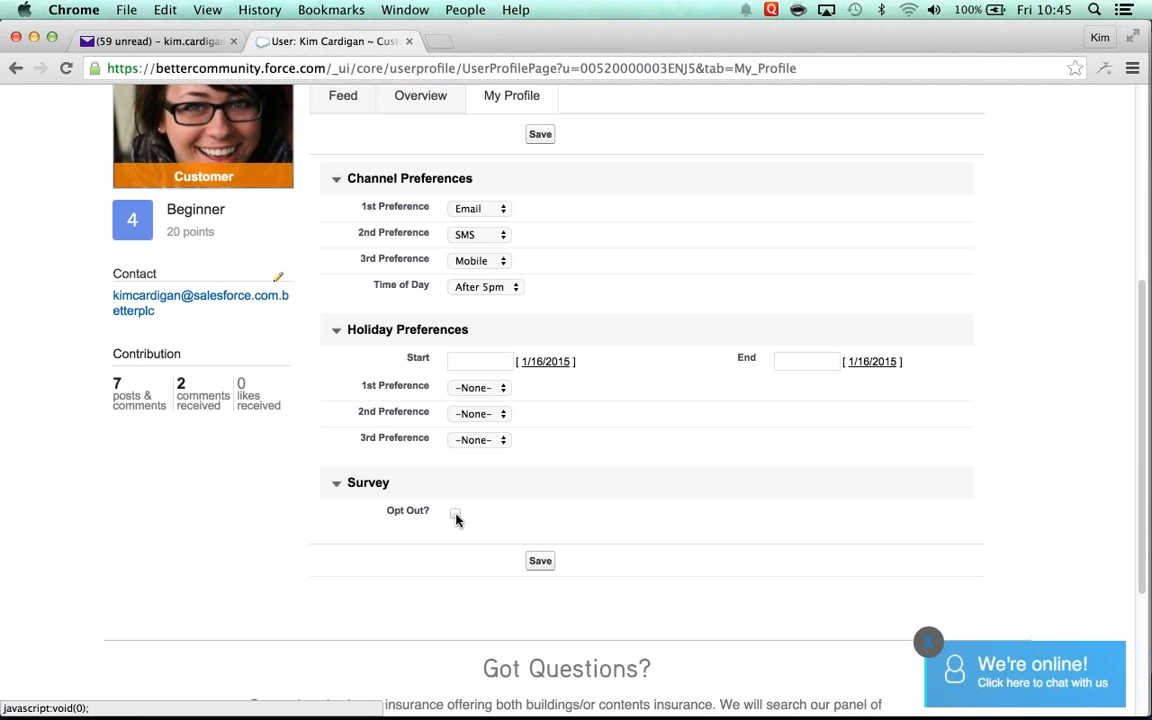 Chrome File Edit View History Bookmarks Window People Help 100% Fri 10:45
(59 unread) – kim.cardiga
User: Kim Cardigan ~ Cust
Kim
https://bettercommunity.force.com/_ui/core/userprofile/UserProfilePage?u=00520000003ENJ5&tab=My_Profile
Feed Overview My Profile
Save
Customer
4 Beginner
20 points
Contact
kimcardigan@salesforce.com.b
etterplc
Contribution
7 posts & comments
2 comments received
0 likes received
Channel Preferences
1st Preference Email
2nd Preference SMS
3rd Preference Mobile
Time of Day After 5pm
Holiday Preferences
Start [ 1/16/2015 ] End [ 1/16/2015 ]
1st Preference –None–
2nd Preference –None–
3rd Preference –None–
Survey
Opt Out?
Save
X
We're online!
Click here to chat with us
Got Questions?
insurance offering both buildings/or contents insurance. We will search our panel of
javascript:void(0);